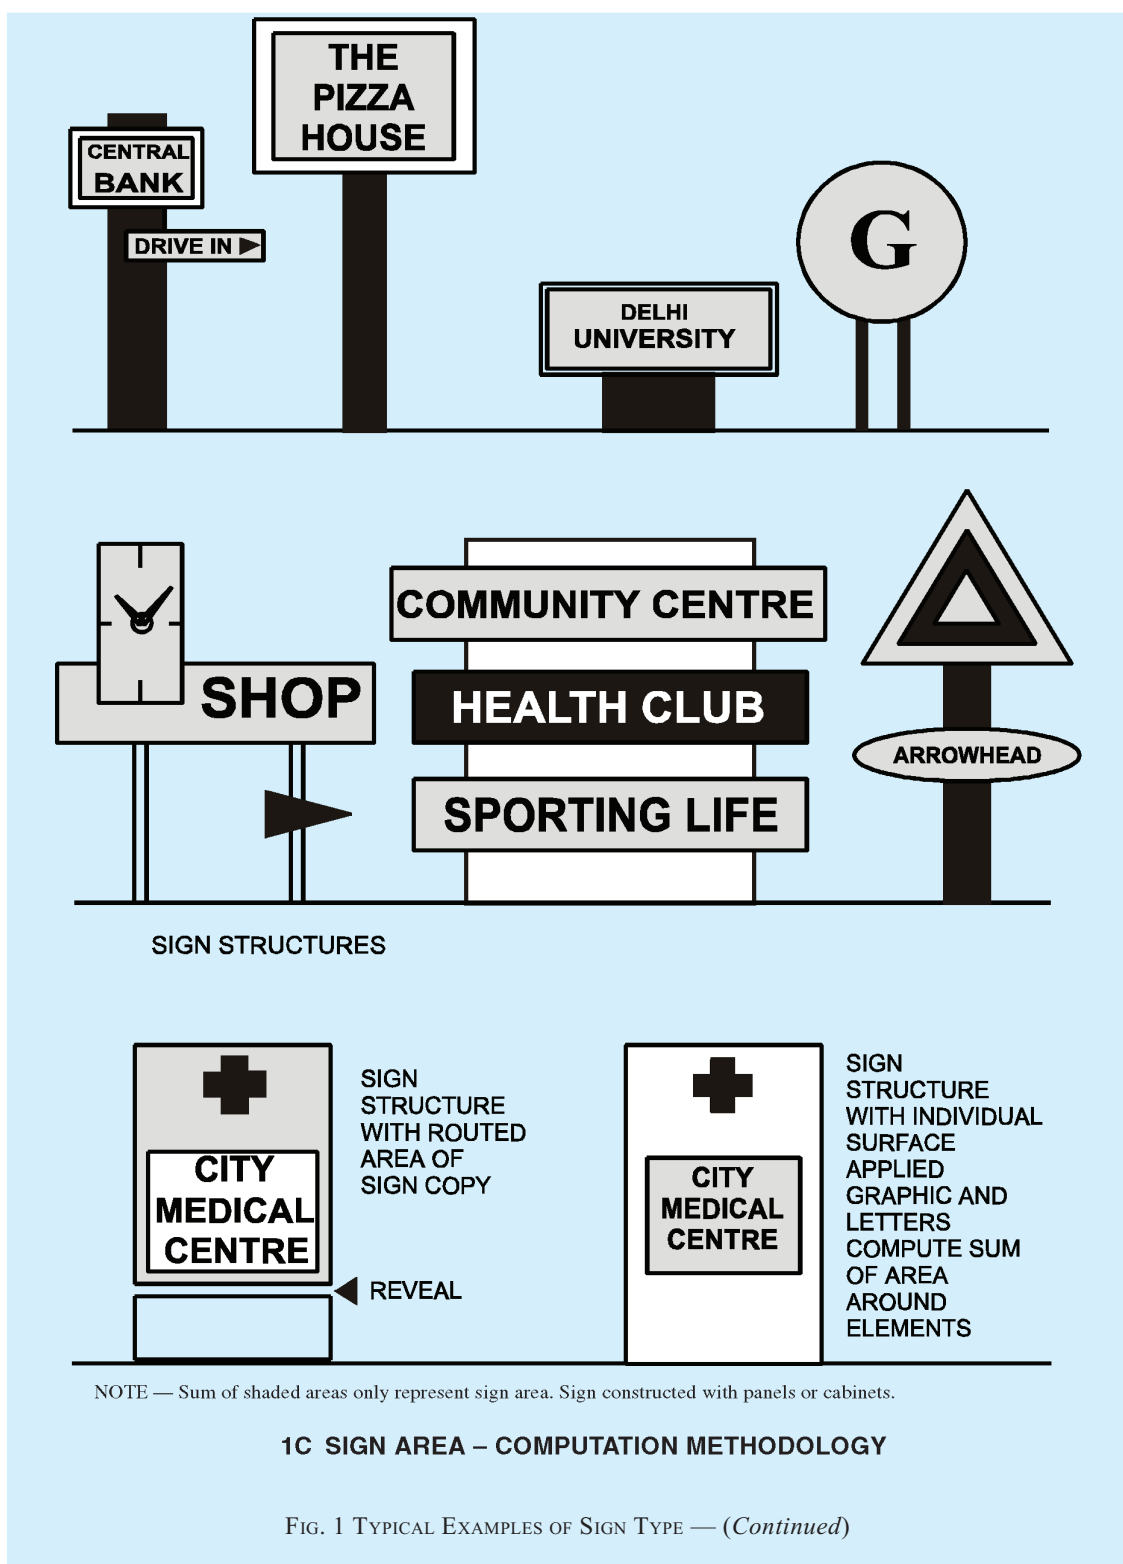 THE
PIZZA
HOUSE
CENTRAL
BANK
DRIVE IN
G
DELHI
UNIVERSITY
SHOP
COMMUNITY CENTRE
HEALTH CLUB
SPORTING LIFE
ARROWHEAD
SIGN STRUCTURES
CITY
MEDICAL
CENTRE
SIGN
STRUCTURE
WITH ROUTED
AREA OF
SIGN COPY
REVEAL
CITY
MEDICAL
CENTRE
SIGN
STRUCTURE
WITH INDIVIDUAL
SURFACE
APPLIED
GRAPHIC AND
LETTERS
COMPUTE SUM
OF AREA
AROUND
ELEMENTS
NOTE — Sum of shaded areas only represent sign area. Sign constructed with panels or cabinets.
1C SIGN AREA – COMPUTATION METHODOLOGY
FIG. 1 TYPICAL EXAMPLES OF SIGN TYPE — (Continued)